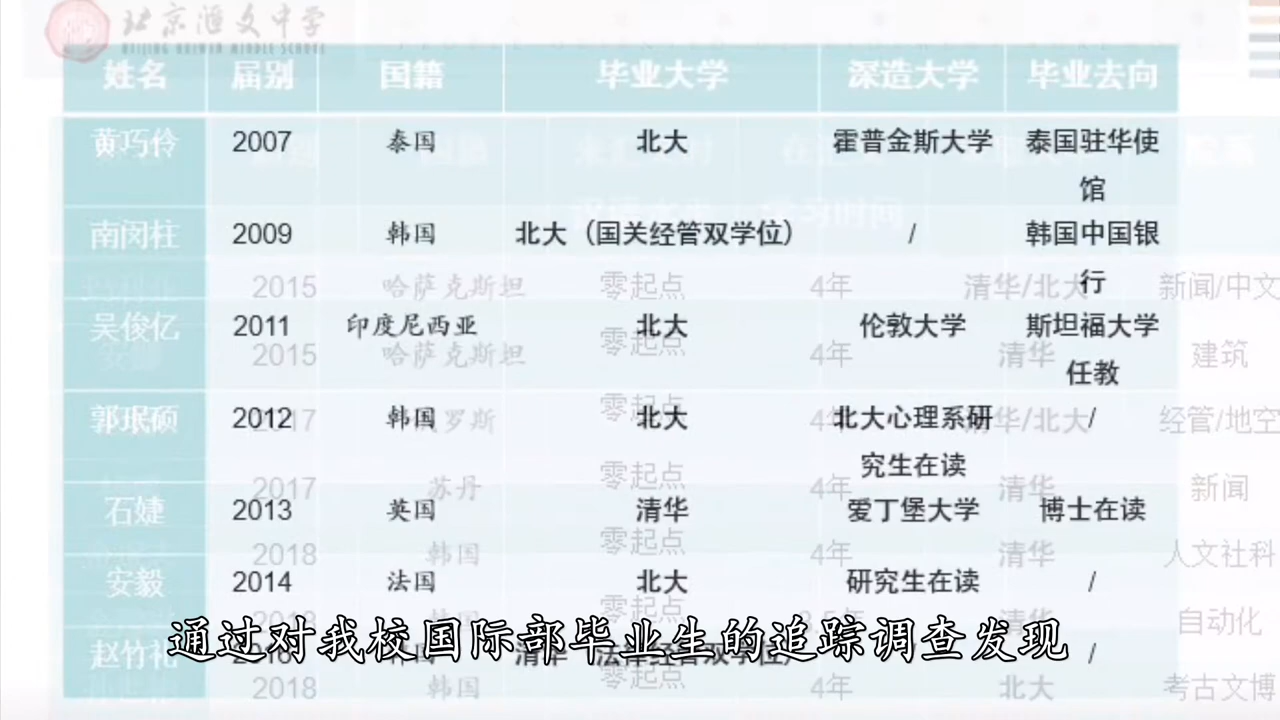 北京汇文中学
BEIJING HUIWEN MIDDLE SCHOOL
姓名 届别 国籍 毕业大学 深造大学 毕业去向
黄巧伶 2007 泰国 北大 霍普金斯大学 泰国驻华使
馆
南闵柱 2009 韩国 北大（国关经管双学位） / 韩国中国银
行
2015 哈萨克斯坦 零起点 4年 清华/北大 新闻/中文
吴俊亿 2011 印度尼西亚 北大 伦敦大学 斯坦福大学
任教
2015 哈萨克斯坦 零起点 4年 清华 建筑
郭珉硕 2012 韩国 北大 北大心理系研 /
究生在读
零起点 4年 清华/北大 经管/地空
2017 苏丹 零起点 4年 清华 新闻
石婕 2013 英国 清华 爱丁堡大学 博士在读
2018 韩国 零起点 4年 清华 人文社科
安毅 2014 法国 北大 研究生在读 /
零起点 清华 自动化
通过对我校国际部毕业生的追踪调查发现
赵竹 /
2018 韩国 零起点 4年 北大 考古文博